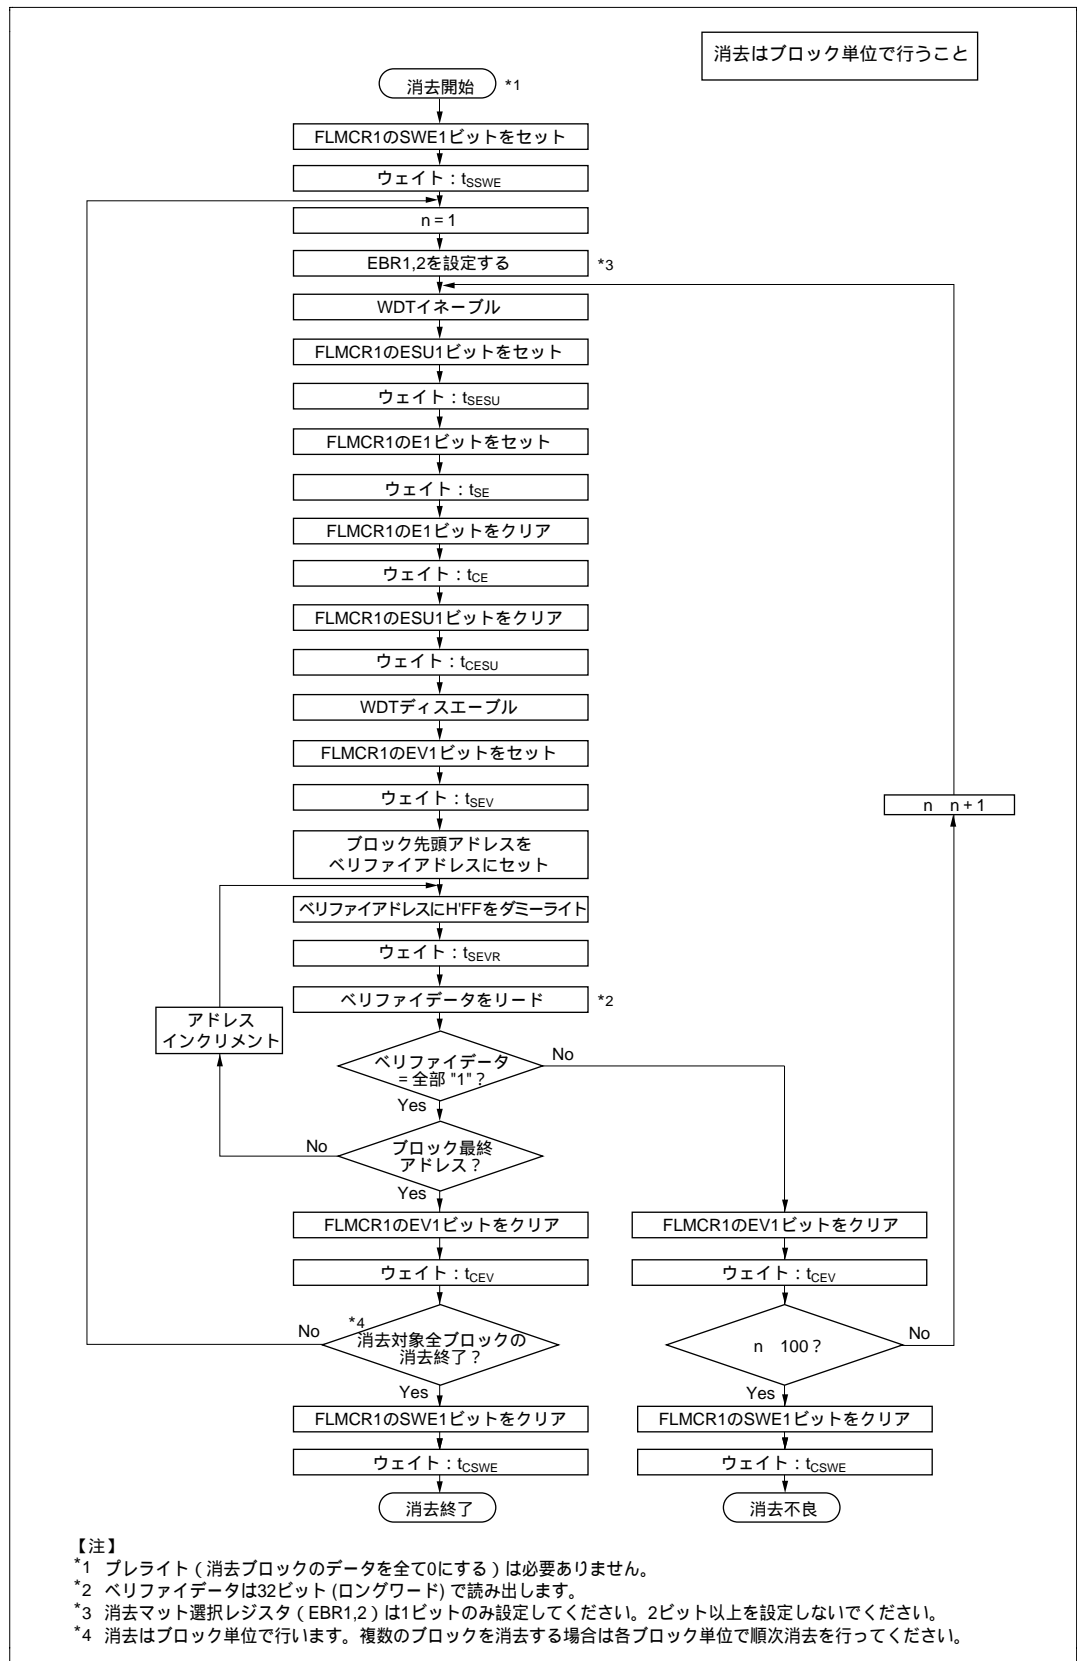 消去はブロック単位で行うこと
消去開始 *1
FLMCR1のSWE1ビットをセット
ウェイト：tSSWE
n = 1
EBR1,2を設定する *3
WDTイネーブル
FLMCR1のESU1ビットをセット
ウェイト：tSESU
FLMCR1のE1ビットをセット
ウェイト：tSE
FLMCR1のE1ビットをクリア
ウェイト：tCE
FLMCR1のESU1ビットをクリア
ウェイト：tCESU
WDTディスエーブル
FLMCR1のEV1ビットをセット
ウェイト：tSEV
n n + 1
ブロック先頭アドレスを
ベリファイアドレスにセット
ベリファイアドレスにH'FFをダミーライト
ウェイト：tSEVR
ベリファイデータをリード *2
アドレス
インクリメント
ベリファイデータ
= 全部 "1"？
No
Yes
ブロック最終
アドレス？
No
Yes
FLMCR1のEV1ビットをクリア
FLMCR1のEV1ビットをクリア
ウェイト：tCEV
ウェイト：tCEV
*4
消去対象全ブロックの
消去終了？
No
n 100？
No
Yes
Yes
FLMCR1のSWE1ビットをクリア
FLMCR1のSWE1ビットをクリア
ウェイト：tCSWE
ウェイト：tCSWE
消去終了
消去不良
【注】
*1 プレライト（消去ブロックのデータを全て0にする）は必要ありません。
*2 ベリファイデータは32ビット (ロングワード) で読み出します。
*3 消去マット選択レジスタ（EBR1,2）は1ビットのみ設定してください。2ビット以上を設定しないでください。
*4 消去はブロック単位で行います。複数のブロックを消去する場合は各ブロック単位で順次消去を行ってください。